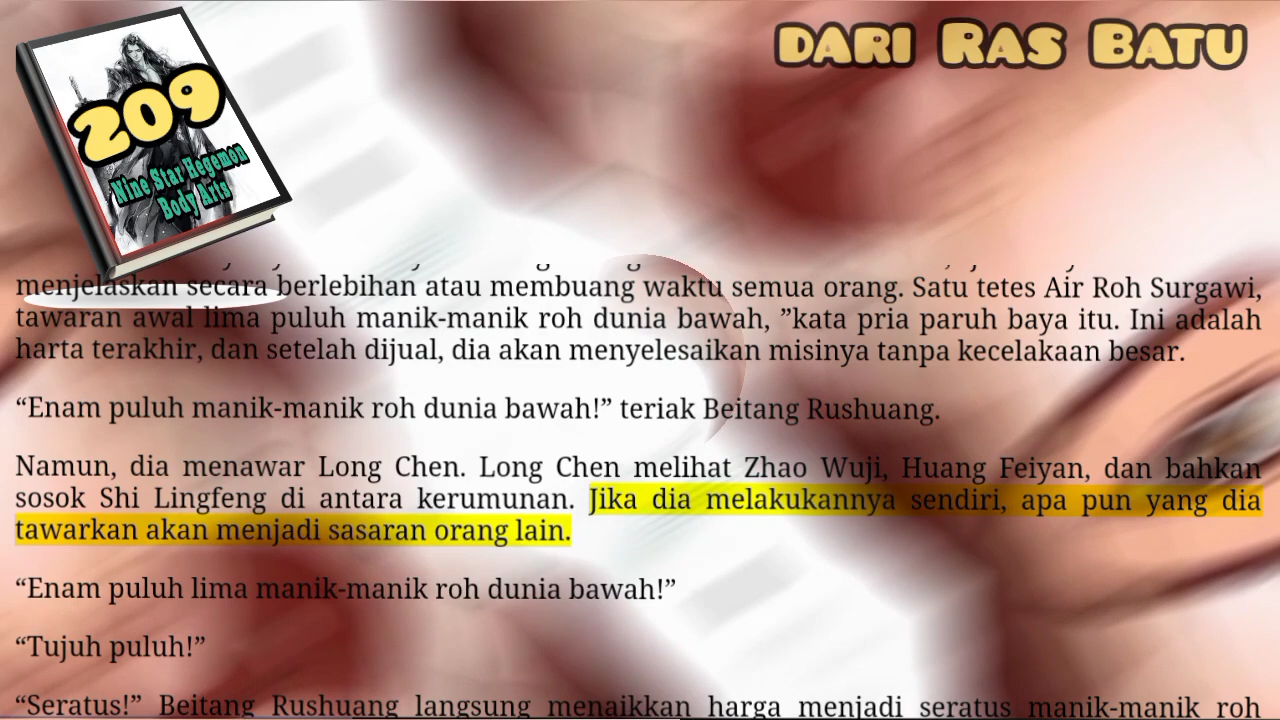 DARI RAS BATU
209
Nine Star Hegemon
Body Arts
menjelaskan secara berlebihan atau membuang waktu semua orang. Satu tetes Air Roh Surgawi,
tawaran awal lima puluh manik-manik roh dunia bawah, ”kata pria paruh baya itu. Ini adalah
harta terakhir, dan setelah dijual, dia akan menyelesaikan misinya tanpa kecelakaan besar.
“Enam puluh manik-manik roh dunia bawah!” teriak Beitang Rushuang.
Namun, dia menawar Long Chen. Long Chen melihat Zhao Wuji, Huang Feiyan, dan bahkan
sosok Shi Lingfeng di antara kerumunan. Jika dia melakukannya sendiri, apa pun yang dia
tawarkan akan menjadi sasaran orang lain.
“Enam puluh lima manik-manik roh dunia bawah!”
“Tujuh puluh!”
“Seratus!” Beitang Rushuang langsung menaikkan harga menjadi seratus manik-manik roh